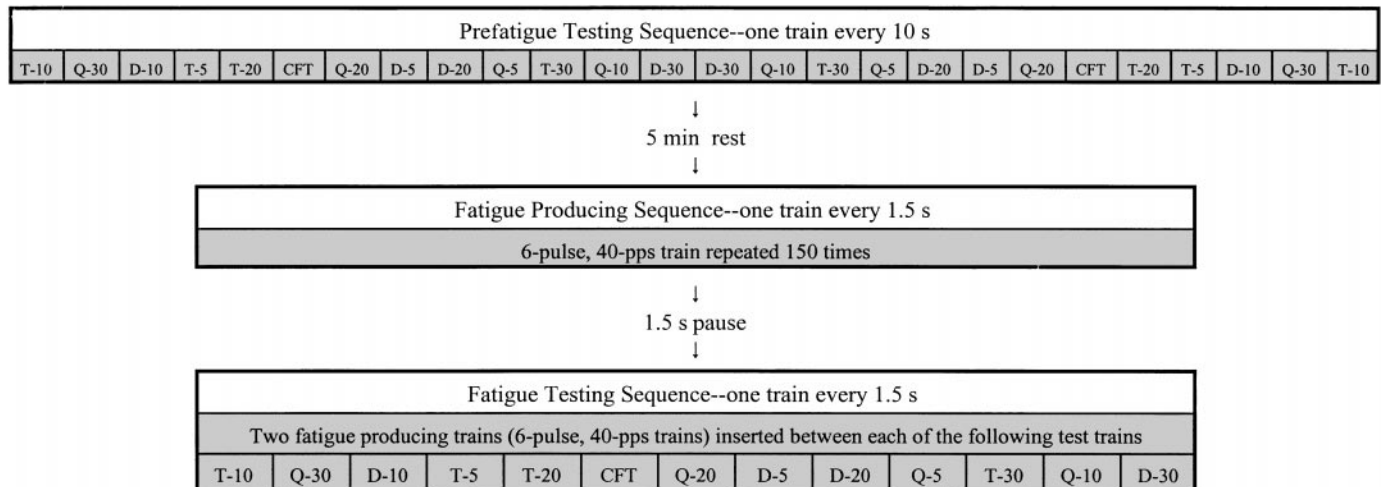 Prefatigue Testing Sequence--one train every 10 s
T-10 Q-30 D-10 T-5 T-20 CFT Q-20 D-5 D-20 Q-5 T-30 Q-10 D-30 D-30 Q-10 T-30 Q-5 D-20 D-5 Q-20 CFT T-20 T-5 D-10 Q-30 T-10
↓
5 min rest
↓
Fatigue Producing Sequence--one train every 1.5 s
6-pulse, 40-pps train repeated 150 times
↓
1.5 s pause
↓
Fatigue Testing Sequence--one train every 1.5 s
Two fatigue producing trains (6-pulse, 40-pps trains) inserted between each of the following test trains
T-10 Q-30 D-10 T-5 T-20 CFT Q-20 D-5 D-20 Q-5 T-30 Q-10 D-30